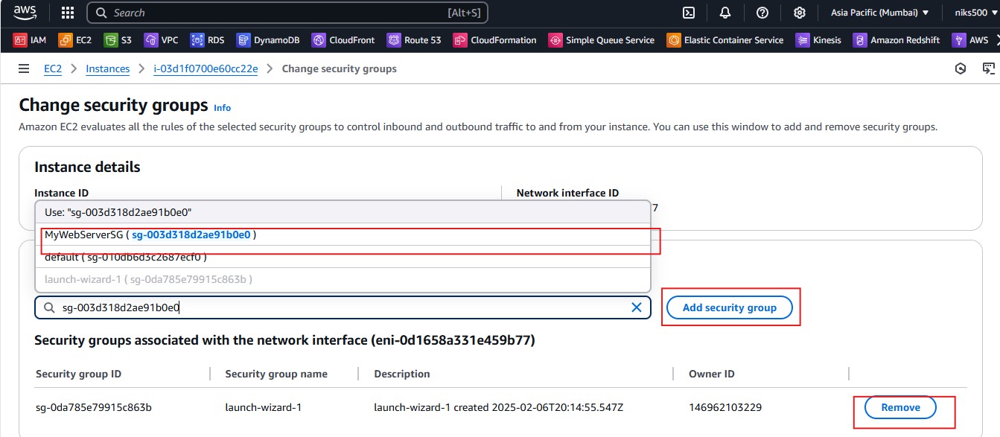 aws Search [Alt+S] Asia Pacific (Mumbai) ▼ niks500 ▼
IAM EC2 S3 VPC RDS DynamoDB CloudFront Route 53 CloudFormation Simple Queue Service Elastic Container Service Kinesis Amazon Redshift AWS
EC2 > Instances > i-03d1f0700e60cc22e > Change security groups
Change security groups Info
Amazon EC2 evaluates all the rules of the selected security groups to control inbound and outbound traffic to and from your instance. You can use this window to add and remove security groups.
Instance details
Instance ID Network interface ID
7
Use: "sg-003d318d2ae91b0e0"
MyWebServerSG ( sg-003d318d2ae91b0e0 )
default ( sg-010db6d3c2687ecf0 )
launch-wizard-1 ( sg-0da785e79915c863b )
sg-003d318d2ae91b0e0 Add security group
Security groups associated with the network interface (eni-0d1658a331e459b77)
Security group ID Security group name Description Owner ID
sg-0da785e79915c863b launch-wizard-1 launch-wizard-1 created 2025-02-06T20:14:55.547Z 146962103229 Remove